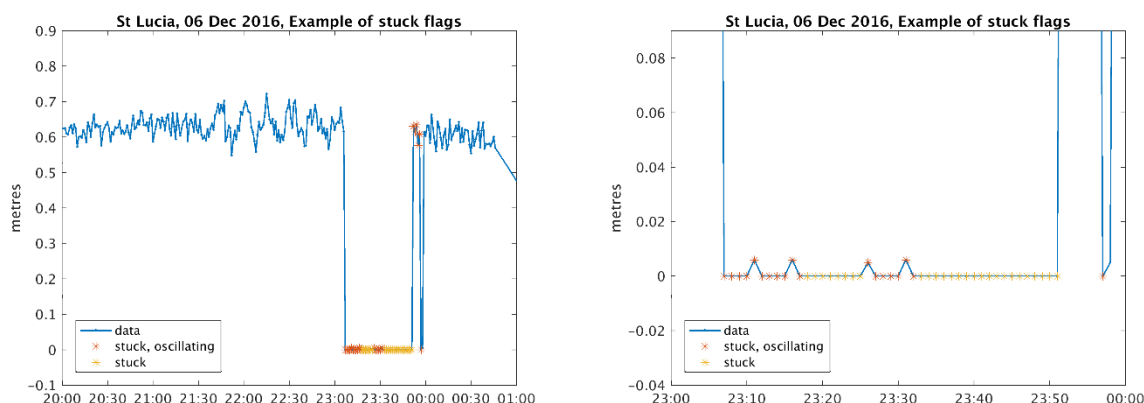 St Lucia, 06 Dec 2016, Example of stuck flags
0.9
0.8
0.7
0.6
0.5
0.4
0.3
0.2
0.1
0
-0.1
metres
data
stuck, oscillating
stuck
20:00 20:30 21:00 21:30 22:00 22:30 23:00 23:30 00:00 00:30 01:00
St Lucia, 06 Dec 2016, Example of stuck flags
0.08
0.06
0.04
0.02
0
-0.02
-0.04
metres
data
stuck, oscillating
stuck
23:00 23:10 23:20 23:30 23:40 23:50 00:00